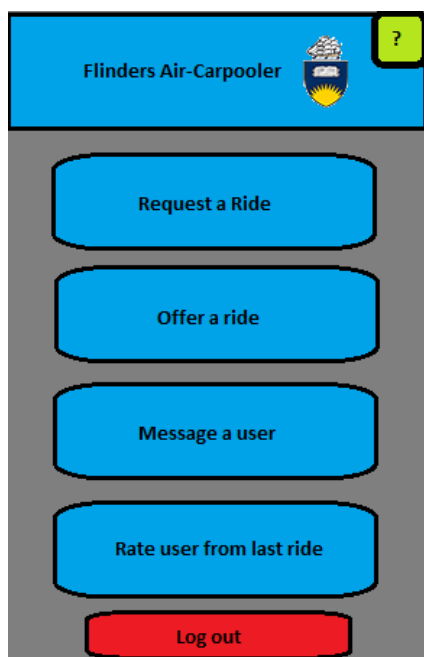 Flinders Air-Carpooler
?
Request a Ride
Offer a ride
Message a user
Rate user from last ride
Log out